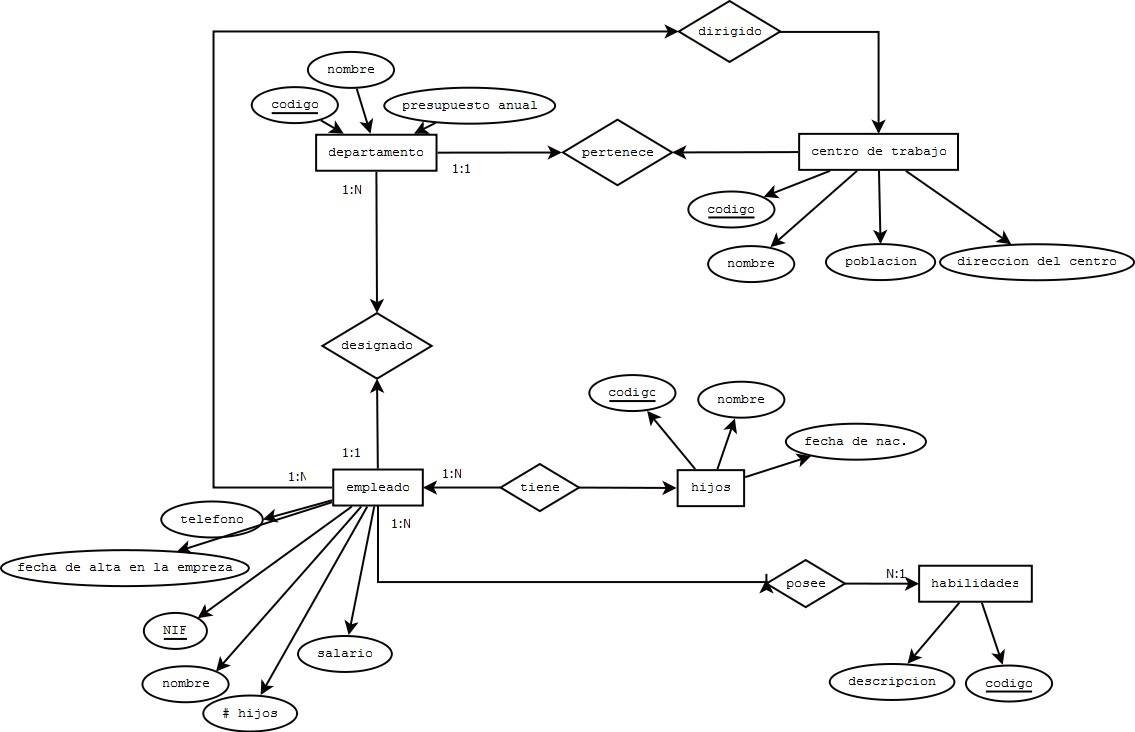 dirigido
nombre
codigo
presupuesto anual
departamento
1:1
pertenece
centro de trabajo
1:N
codigo
nombre
poblacion
direccion del centro
designado
codigo
nombre
fecha de nac.
1:1
1:N
empleado
1:N
tiene
hijos
telefono
1:N
fecha de alta en la empreza
posee
N:1
habilidades
NIF
salario
nombre
# hijos
descripcion
codigo